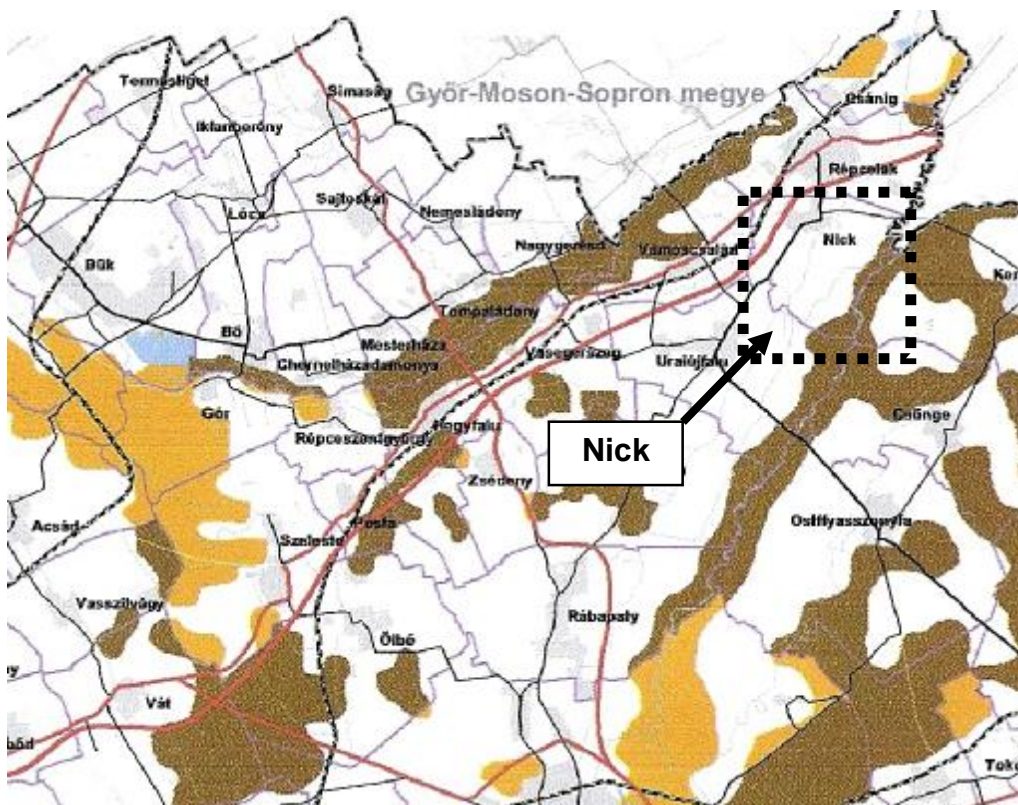 Győr-Moson-Sopron megye
Simaság
Csánig
Iklanberény
Répcelak
Sajtoskál
Lócs
Nemesládony
Nick
Nagygeresd
Vámoscsalád
Bük
Tompaládony
Bő
Mesterháza
Vasegerszeg
Uraiújfalu
Chernelházadamonya
Gór
Csönge
Hegyfalu
Répceszentgyörgy
Nick
Zsédeny
Acsád
Pósfa
Ostffyasszonyfa
Szeleste
Vasszilvágy
Rábapaty
Ölbő
Vát